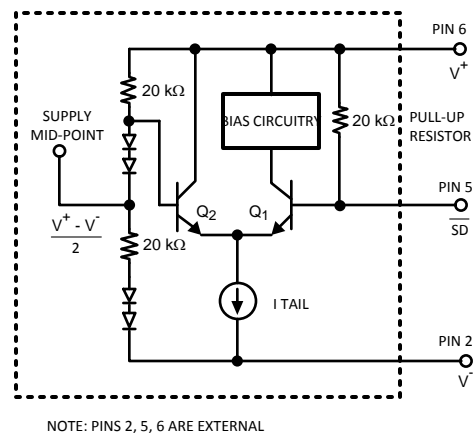 PIN 6
V+
20 kΩ
SUPPLY
MID-POINT
BIAS CIRCUITRY
20 kΩ
PULL-UP
RESISTOR
Q2
Q1
PIN 5
SD
V+ - V-
2
20 kΩ
I TAIL
PIN 2
V-
NOTE: PINS 2, 5, 6 ARE EXTERNAL